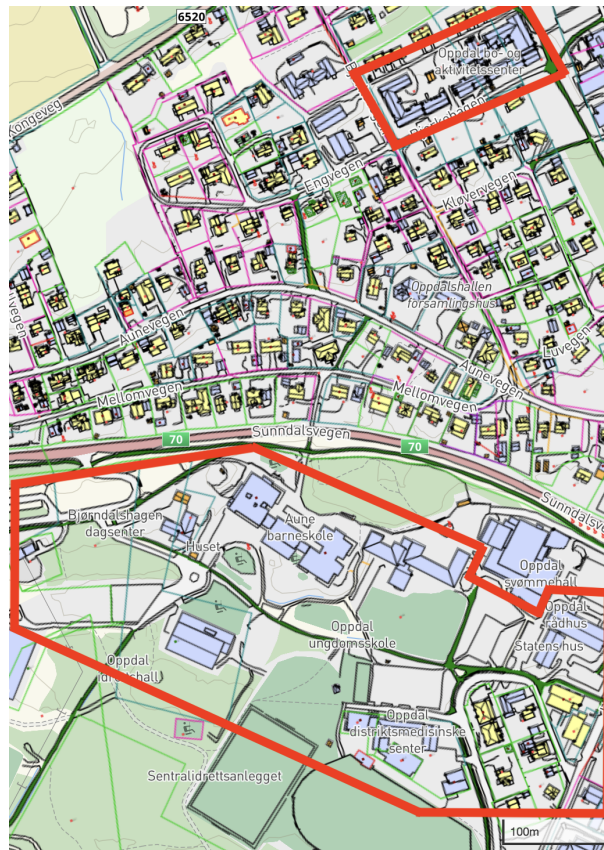 6520
Oppdal bo- og
aktivitetssenter
Kongeveg
Bjerkehagen
Engvegen
Kløvervegen
Oppdalshallen
forsamlingshus
Aunevegen
Luvegen
Aunevegen
Mellomvegen
Mellomvegen
70
Sunndalsvegen
70
Sunndalsveg
Bjørndalshagen
dagsenter
Aune
barneskole
Huset
Oppdal
svømmehall
Oppdal
rådhus
Oppdal
ungdomsskole
Statens hus
Oppdal
idrettshall
Oppdal
distriktsmedisinske
senter
Sentralidrettsanlegget
100m